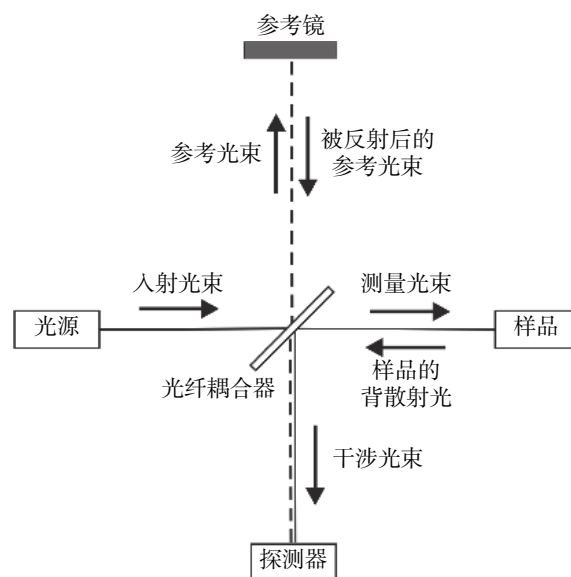 参考镜
参考光束
被反射后的
参考光束
入射光束
测量光束
光源
样品
光纤耦合器
样品的
背散射光
干涉光束
探测器